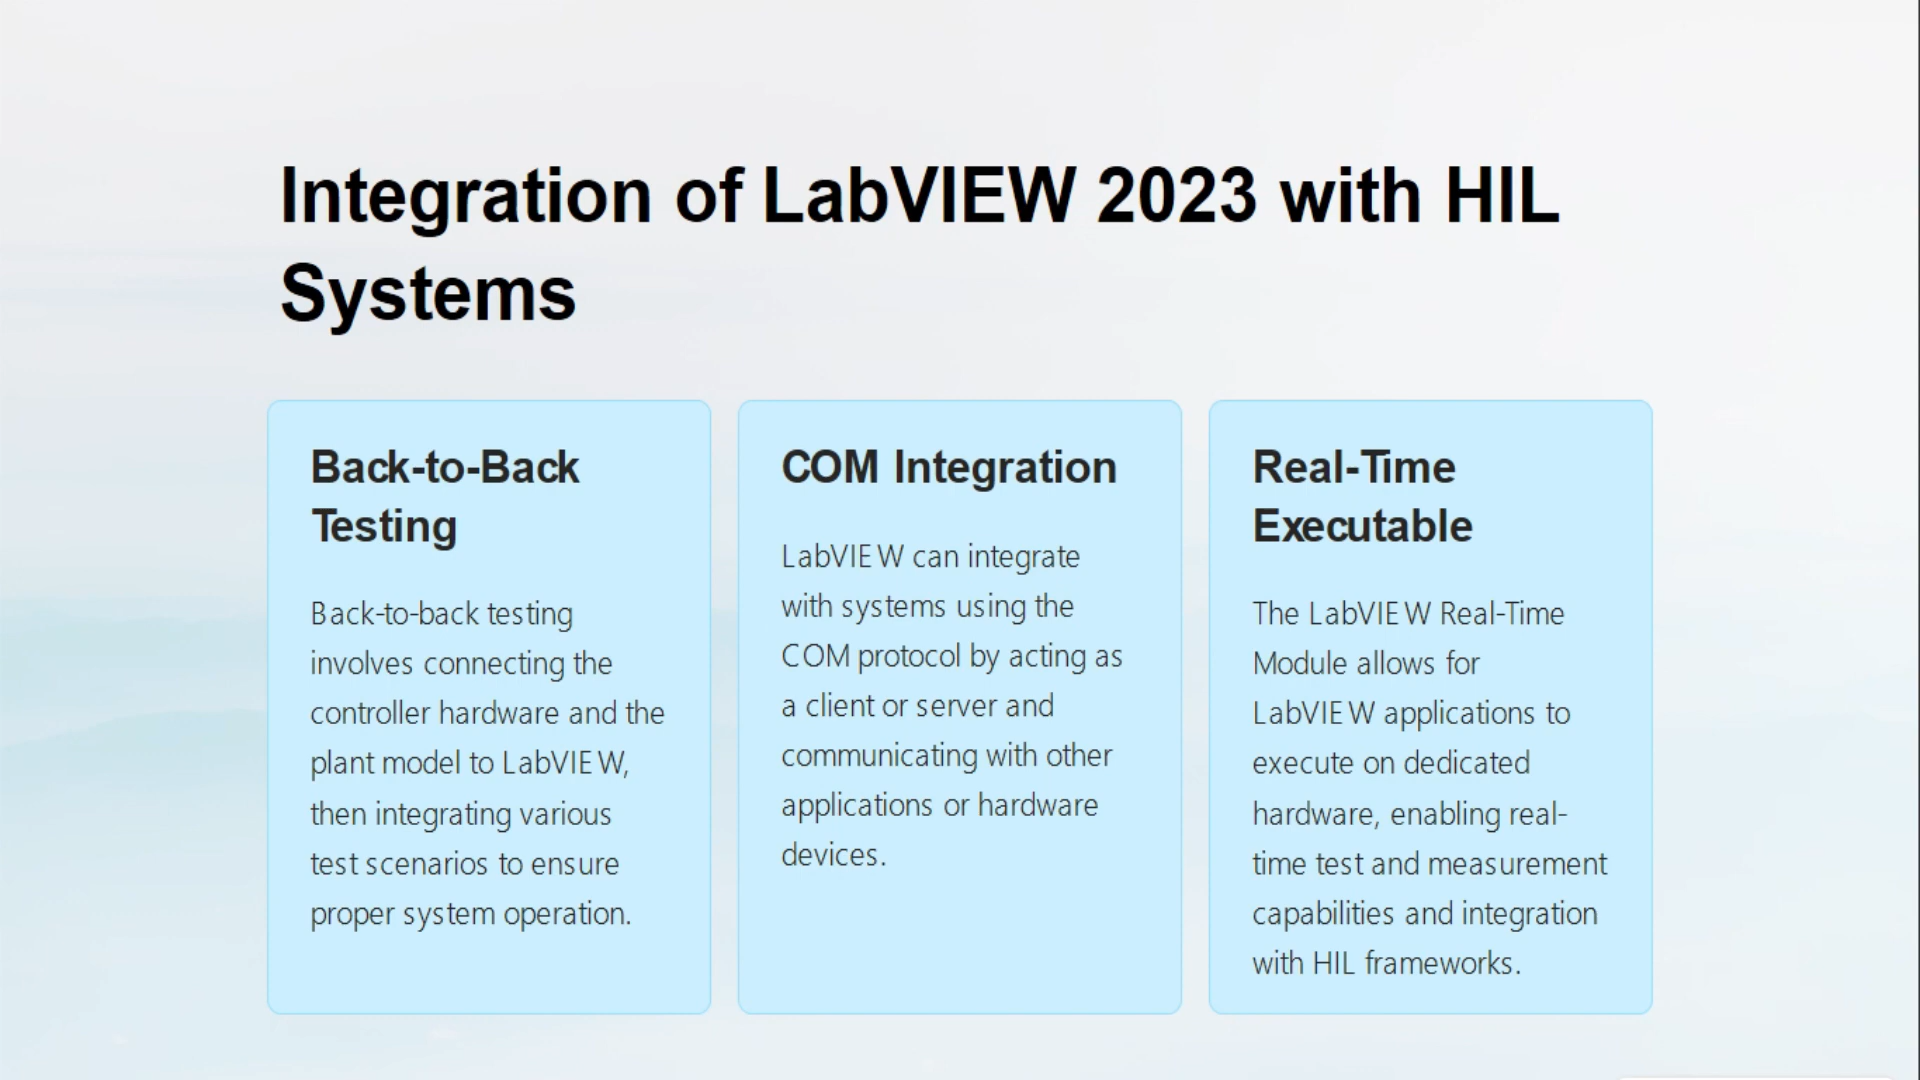 Integration of LabVIEW 2023 with HIL
Systems
Back-to-Back
Testing
Back-to-back testing
involves connecting the
controller hardware and the
plant model to LabVIEW,
then integrating various
test scenarios to ensure
proper system operation.
COM Integration
LabVIEW can integrate
with systems using the
COM protocol by acting as
a client or server and
communicating with other
applications or hardware
devices.
Real-Time
Executable
The LabVIEW Real-Time
Module allows for
LabVIEW applications to
execute on dedicated
hardware, enabling real-
time test and measurement
capabilities and integration
with HIL frameworks.